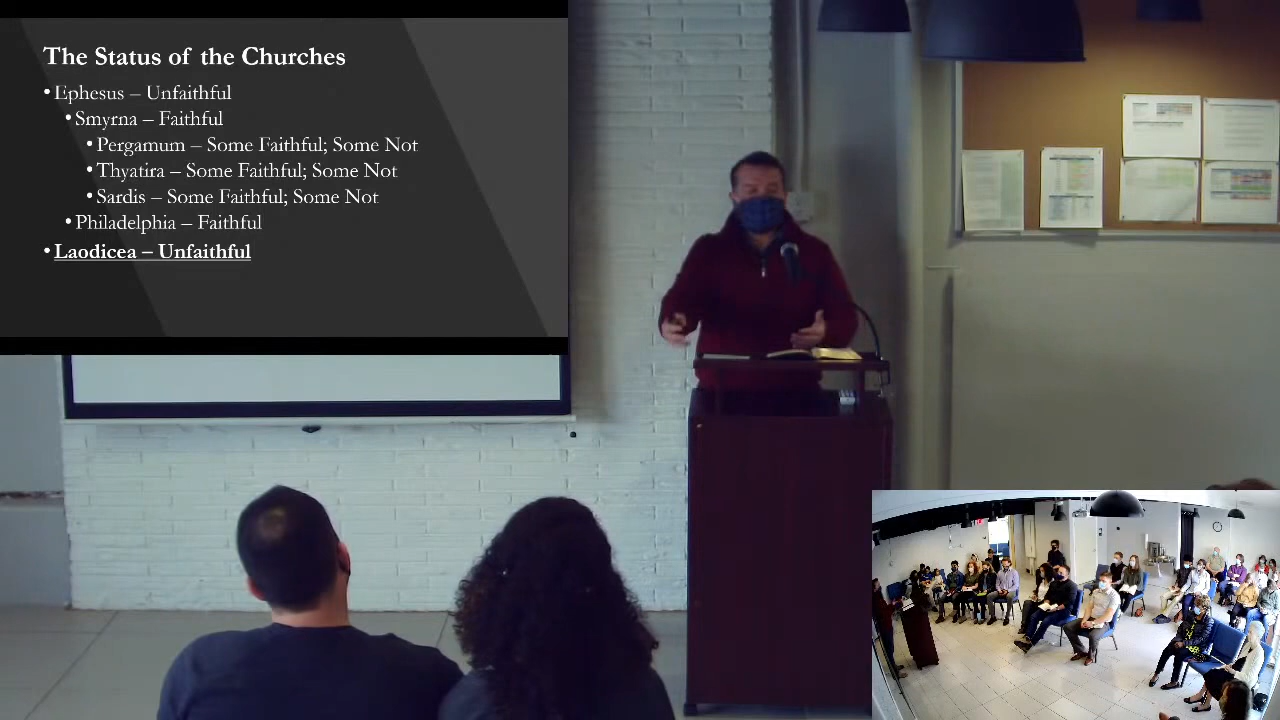 The Status of the Churches
• Ephesus – Unfaithful
• Smyrna – Faithful
• Pergamum – Some Faithful; Some Not
• Thyatira – Some Faithful; Some Not
• Sardis – Some Faithful; Some Not
• Philadelphia – Faithful
• Laodicea – Unfaithful